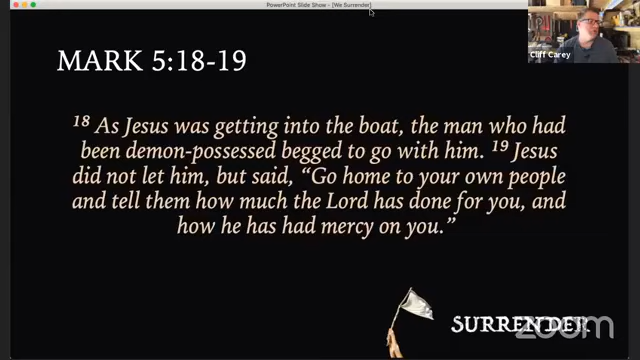 PowerPoint Slide Show - [We Surrender]
Cliff Carey
MARK 5:18-19
18 As Jesus was getting into the boat, the man who had
been demon-possessed begged to go with him. 19 Jesus
did not let him, but said, “Go home to your own people
and tell them how much the Lord has done for you, and
how he has had mercy on you.”
SURRENDER
zoom